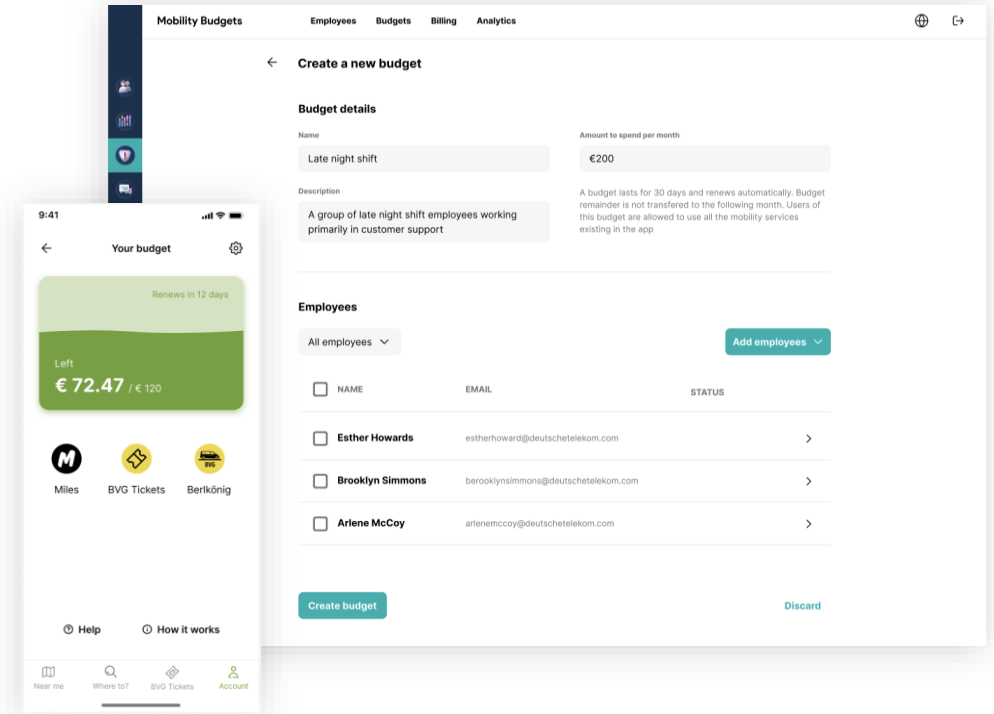 Mobility Budgets
Employees Budgets Billing Analytics
Create a new budget
Budget details
Name
Late night shift
Amount to spend per month
€200
Description
A group of late night shift employees working
primarily in customer support
A budget lasts for 30 days and renews automatically. Budget
remainder is not transfered to the following month. Users of
this budget are allowed to use all the mobility services
existing in the app
Employees
All employees
Add employees
NAME EMAIL STATUS
Esther Howards estherhoward@deutschetelekom.com
Brooklyn Simmons berooklynsimmons@deutschetelekom.com
Arlene McCoy arlenemccoy@deutschetelekom.com
Create budget
Discard
9:41
Your budget
Renews in 12 days
Left
€ 72.47 / € 120
M
BVG
Miles BVG Tickets Berlkönig
Help How it works
Near me Where to? BVG Tickets Account